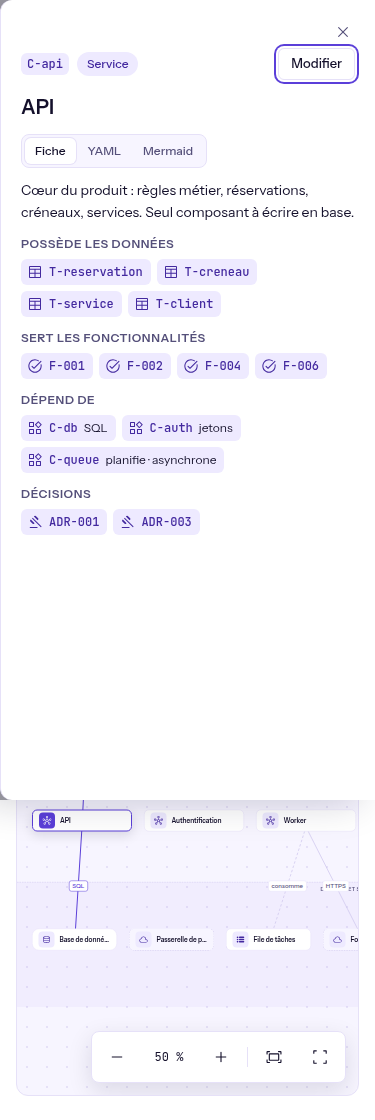 C-api Service Modifier
API
Fiche YAML Mermaid
Cœur du produit : règles métier, réservations,
créneaux, services. Seul composant à écrire en base.
POSSÈDE LES DONNÉES
T-reservation T-creneau
T-service T-client
SERT LES FONCTIONNALITÉS
F-001 F-002 F-004 F-006
DÉPEND DE
C-db SQL C-auth jetons
C-queue planifie·asynchrone
DÉCISIONS
ADR-001 ADR-003
API Authentification Worker
SQL consomme HTTPS
Base de donné… Passerelle de p… File de tâches Fo
50 %